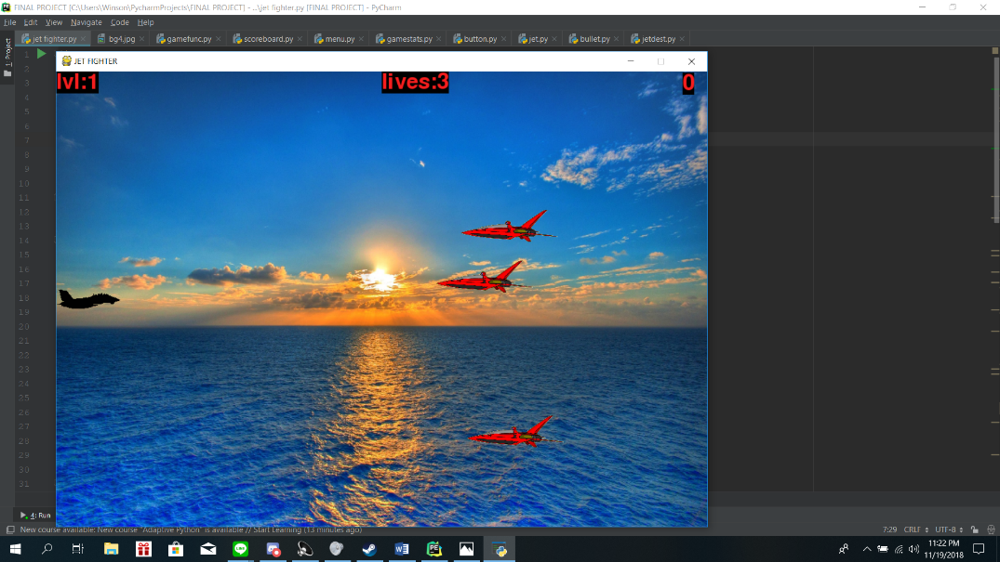 FINAL PROJECT [C:\Users\Winson\PycharmProjects\FINAL PROJECT] - ...\jet fighter.py [FINAL PROJECT] - PyCharm
File Edit View Navigate Code Help
jet fighter.py bg4.jpg gamefunc.py scoreboard.py menu.py gamestats.py button.py jet.py bullet.py jetdest.py
1: Project
JET FIGHTER
lvl:1 lives:3 0
1
2
3
4
5
6
7
8
9
10
11
12
13
14
15
16
17
18
19
20
21
22
23
24
25
26
27
28
29
30
31
4: Run
New course available: New course "Adaptive Python" is available // Start Learning (13 minutes ago)
7:29 CRLF UTF-8
LINE
W
PE
11:22 PM
11/19/2018